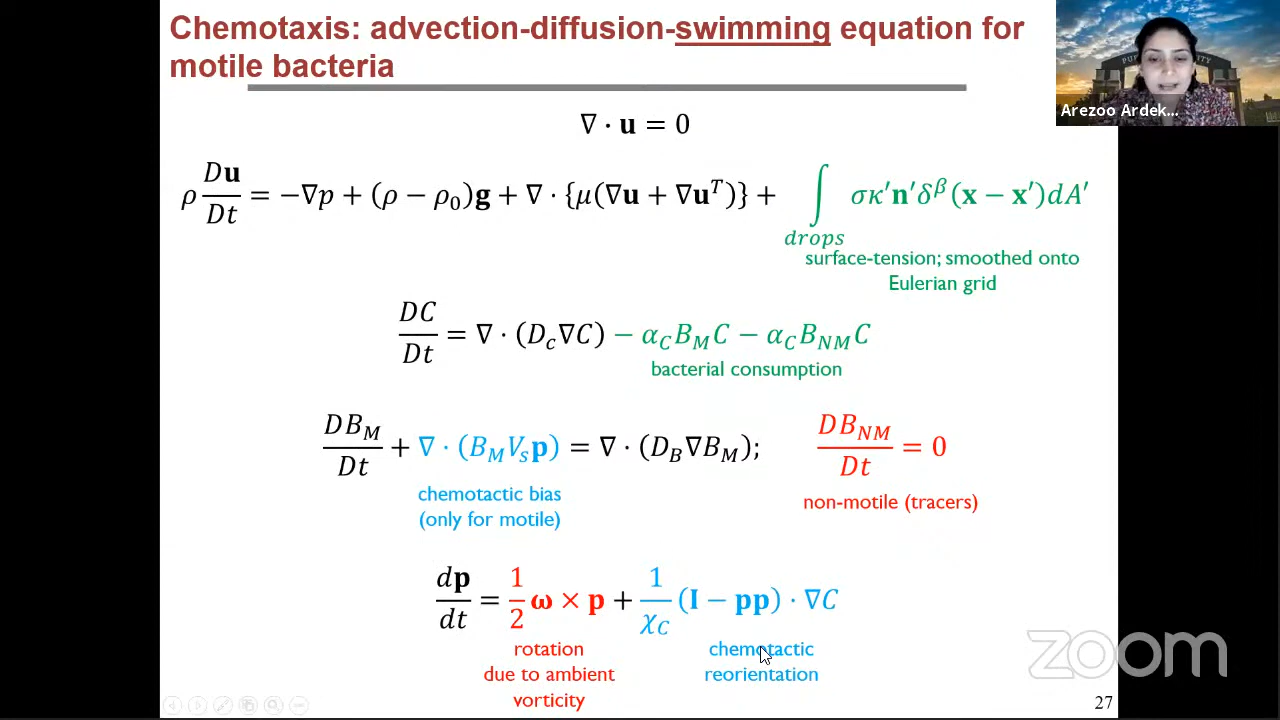 Chemotaxis: advection-diffusion-swimming equation for
motile bacteria
Arezoo Ardek...
∇ · 𝐮 = 0
ρ D𝐮/Dt = −∇p + (ρ − ρ₀)𝐠 + ∇ · {μ(∇𝐮 + ∇𝐮ᵀ)} + ∫_drops σκ′𝐧′δᵝ(𝐱 − 𝐱′)dA′
surface-tension; smoothed onto
Eulerian grid
DC/Dt = ∇ · (D_c∇C) − α_C B_M C − α_C B_NM C
bacterial consumption
DB_M/Dt + ∇ · (B_M V_s 𝐩) = ∇ · (D_B∇B_M); DB_NM/Dt = 0
chemotactic bias
(only for motile)
non-motile (tracers)
d𝐩/dt = 1/2 𝛚 × 𝐩 + 1/χ_C (𝐈 − 𝐩𝐩) · ∇C
rotation
due to ambient
vorticity
chemotactic
reorientation
zoom
27